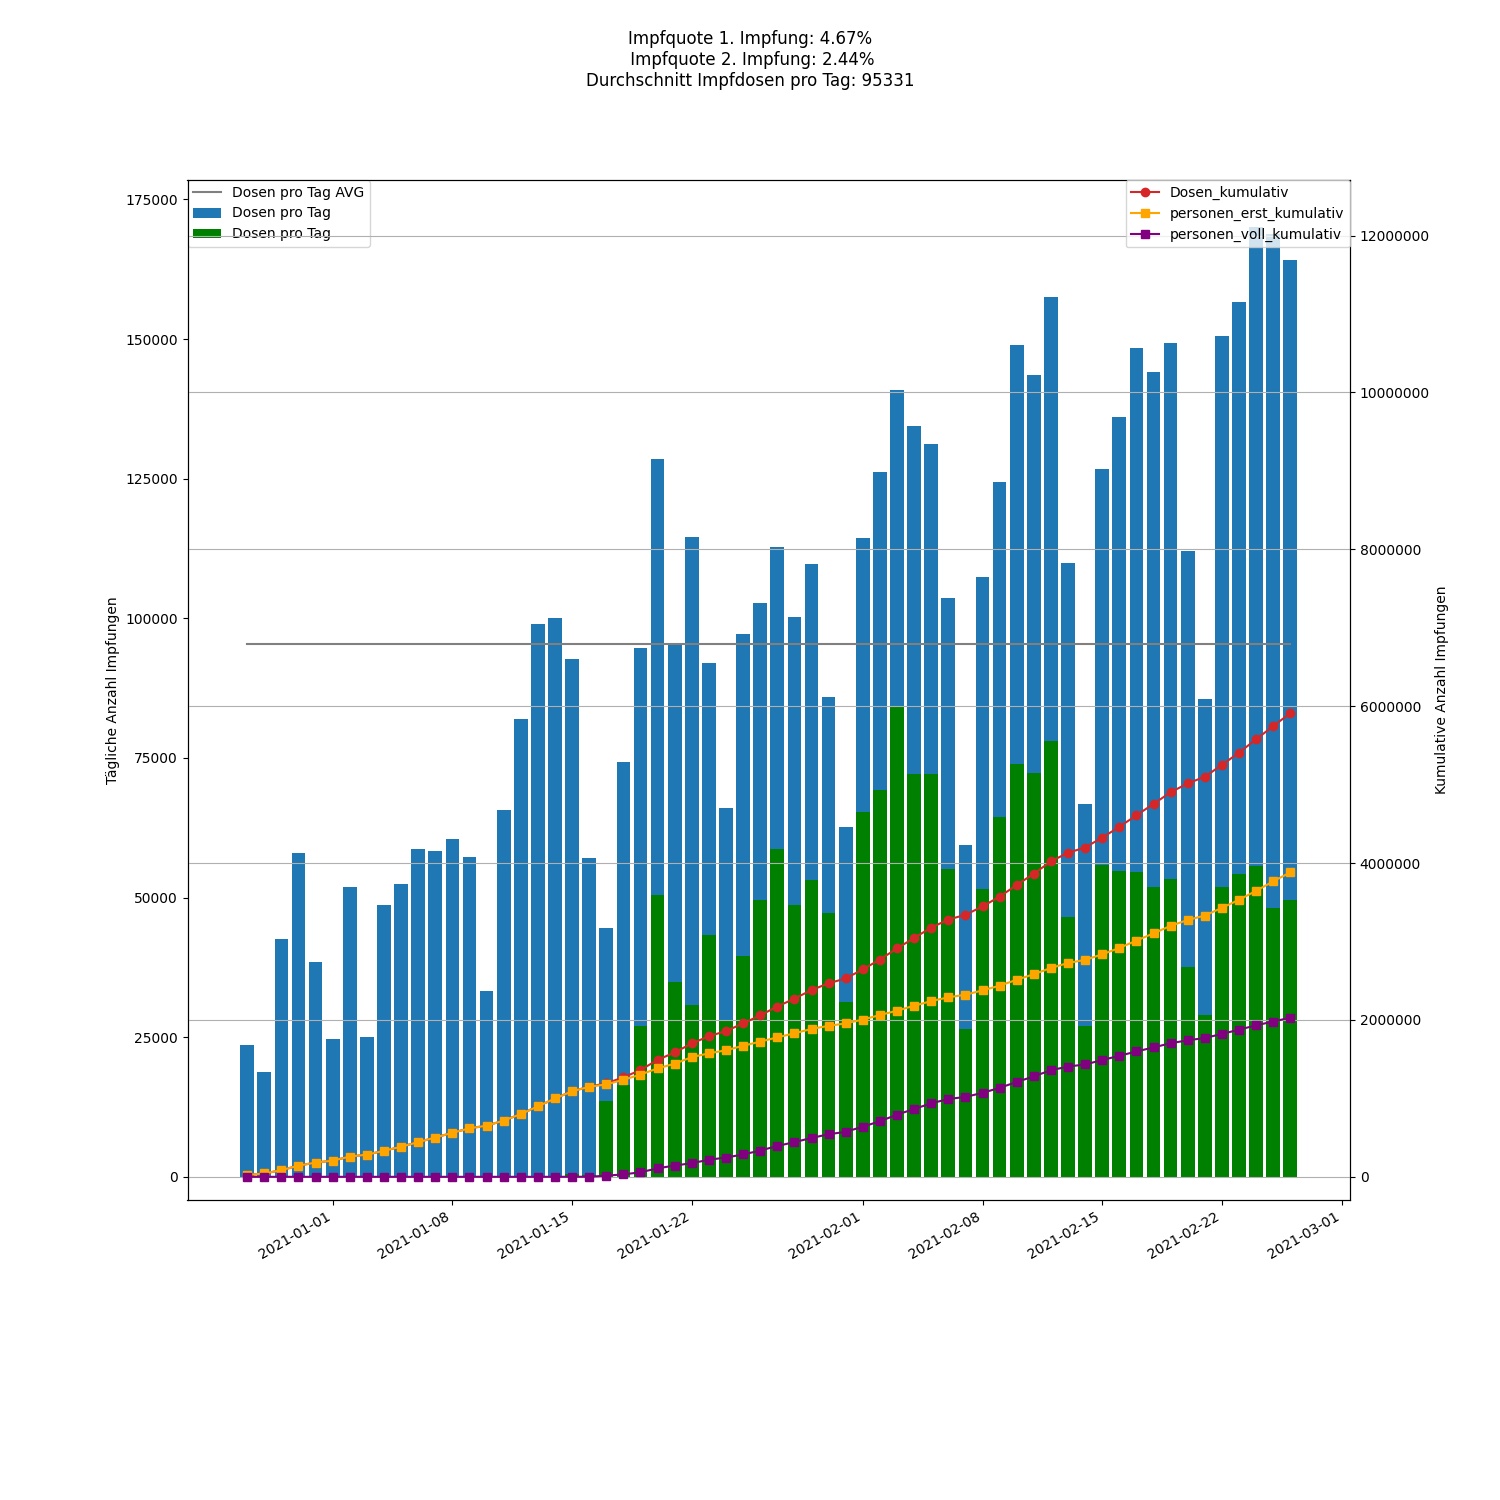 Impfquote 1. Impfung: 4.67%
Impfquote 2. Impfung: 2.44%
Durchschnitt Impfdosen pro Tag: 95331
Dosen pro Tag AVG
Dosen pro Tag
Dosen pro Tag
Dosen_kumulativ
personen_erst_kumulativ
personen_voll_kumulativ
Tägliche Anzahl Impfungen
175000
150000
125000
100000
75000
50000
25000
0
12000000
10000000
8000000
6000000
4000000
2000000
0
Kumulative Anzahl Impfungen
2021-01-01
2021-01-08
2021-01-15
2021-01-22
2021-02-01
2021-02-08
2021-02-15
2021-02-22
2021-03-01